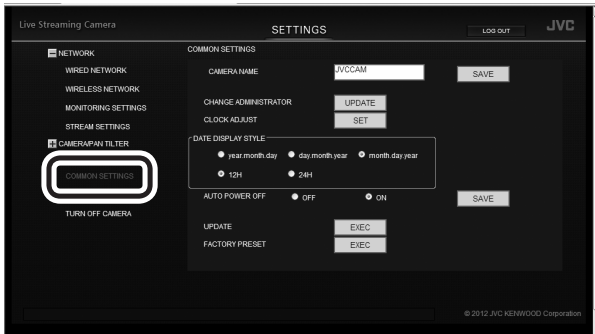 Live Streaming Camera
SETTINGS
LOG OUT
JVC
NETWORK
WIRED NETWORK
WIRELESS NETWORK
MONITORING SETTINGS
STREAM SETTINGS
CAMERA/PAN TILTER
COMMON SETTINGS
TURN OFF CAMERA
COMMON SETTINGS
CAMERA NAME JVCCAM SAVE
CHANGE ADMINISTRATOR UPDATE
CLOCK ADJUST SET
DATE DISPLAY STYLE
year.month.day day.month.year month.day.year
12H 24H
AUTO POWER OFF OFF ON SAVE
UPDATE EXEC
FACTORY PRESET EXEC
© 2012 JVC KENWOOD Corporation